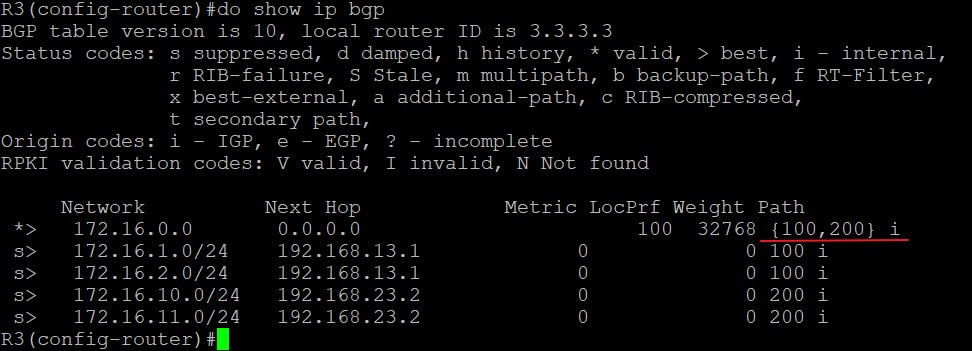 R3(config-router)#do show ip bgp
BGP table version is 10, local router ID is 3.3.3.3
Status codes: s suppressed, d damped, h history, * valid, > best, i - internal,
              r RIB-failure, S Stale, m multipath, b backup-path, f RT-Filter,
              x best-external, a additional-path, c RIB-compressed,
              t secondary path,
Origin codes: i - IGP, e - EGP, ? - incomplete
RPKI validation codes: V valid, I invalid, N Not found

     Network          Next Hop            Metric LocPrf Weight Path
 *>  172.16.0.0       0.0.0.0                       100  32768 {100,200} i
 s>  172.16.1.0/24    192.168.13.1             0             0 100 i
 s>  172.16.2.0/24    192.168.13.1             0             0 100 i
 s>  172.16.10.0/24   192.168.23.2             0             0 200 i
 s>  172.16.11.0/24   192.168.23.2             0             0 200 i
R3(config-router)#